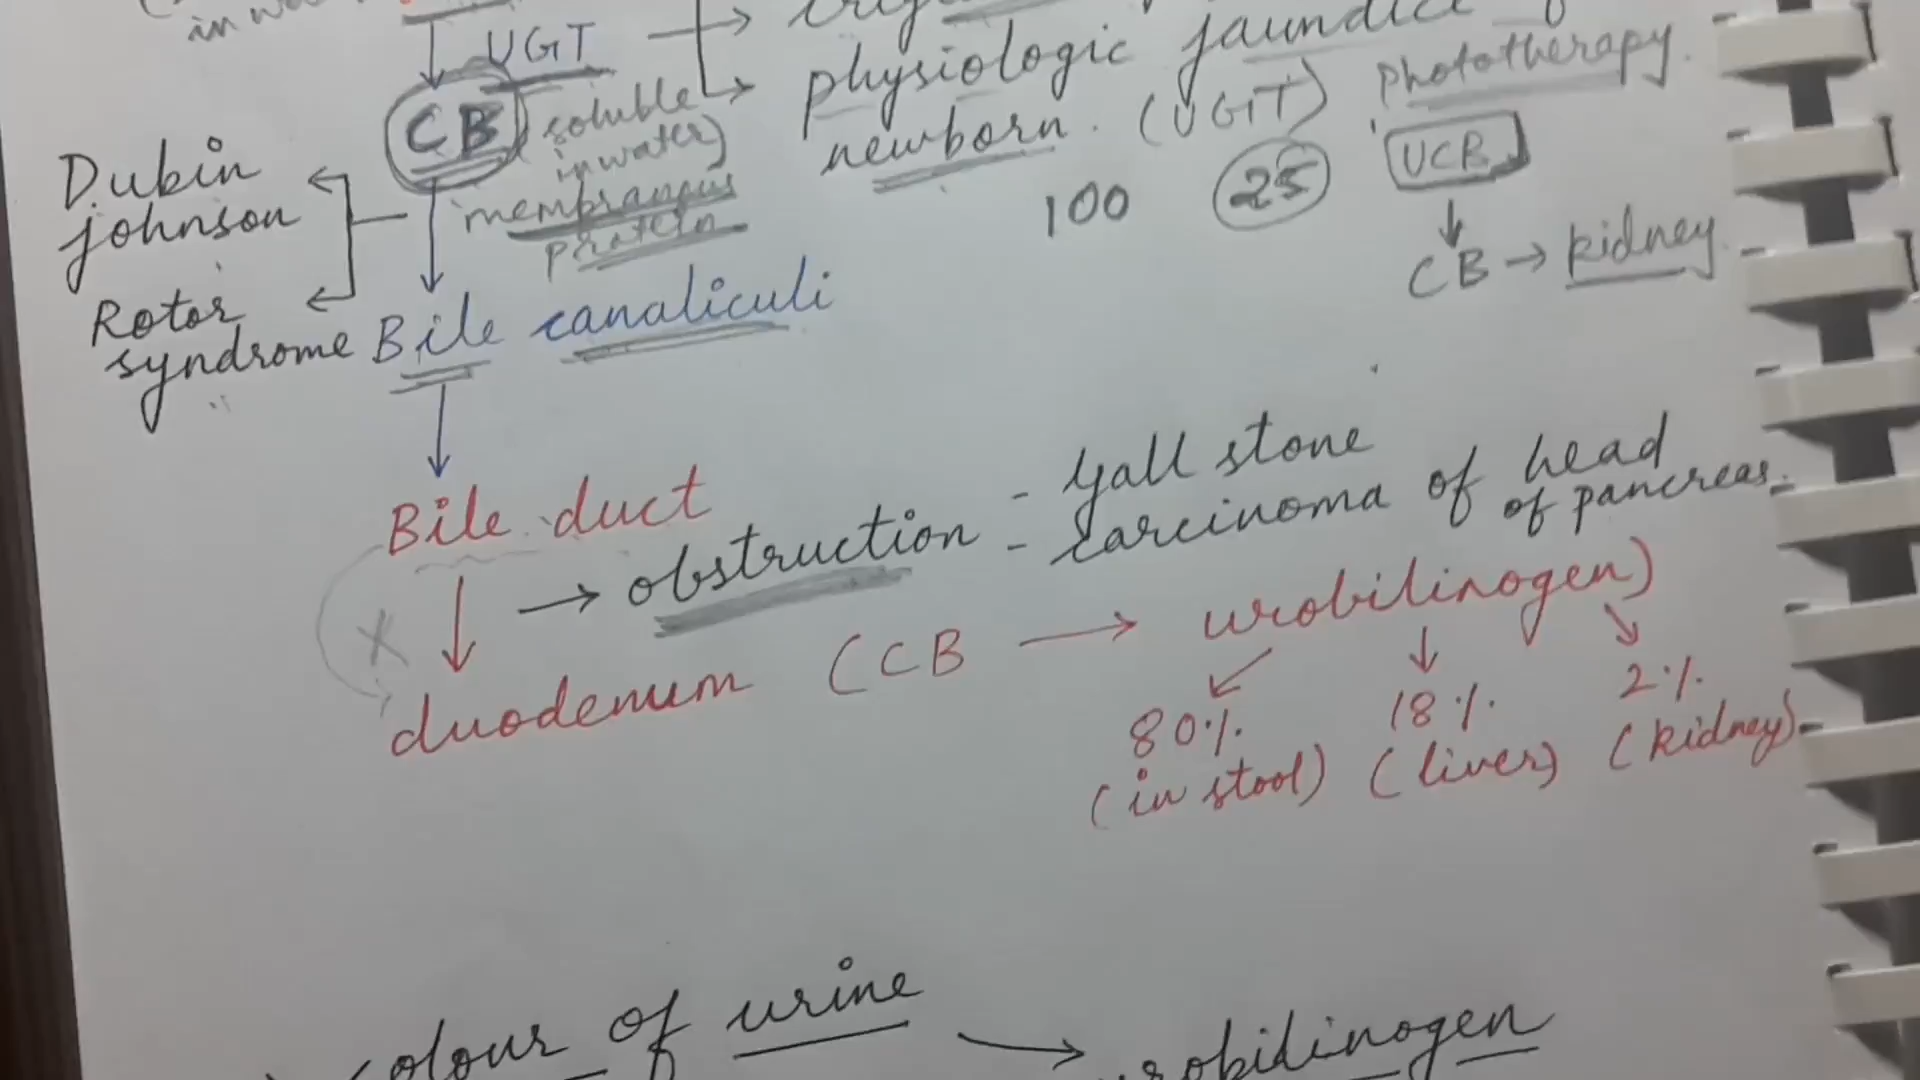 UGT
physiologic jaundice of
newborn. (UGT)
phototherapy.
CB soluble
in water)
membranous
protein
100
25
UCB
CB → kidney
Dubin
johnson
Rotor
syndrome
Bile canaliculi
Bile duct
→ obstruction - gall stone
- carcinoma of head
of pancreas.
duodenum (CB → urobilinogen)
80%. 18%. 2%.
(in stool) (liver) (kidney)
colour of urine → urobilinogen